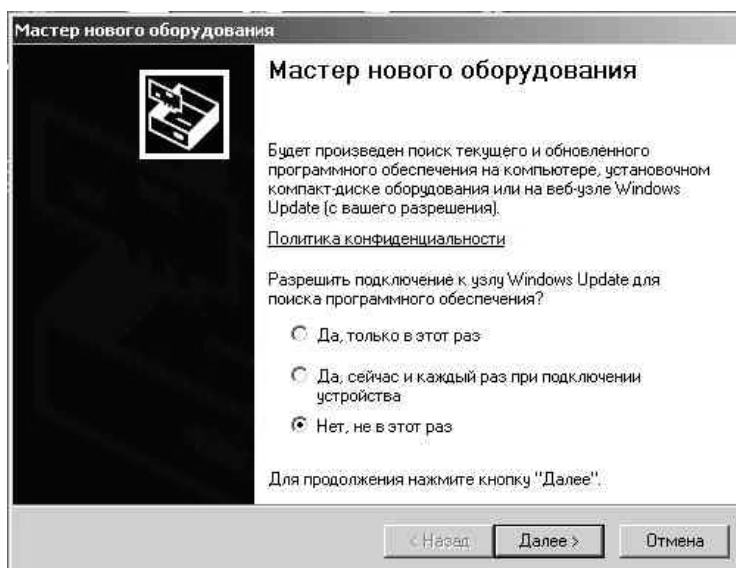 Мастер нового оборудования
Мастер нового оборудования
Будет произведен поиск текущего и обновленного
программного обеспечения на компьютере, установочном
компакт-диске оборудования или на веб-узле Windows
Update (с вашего разрешения).
Политика конфиденциальности
Разрешить подключение к узлу Windows Update для
поиска программного обеспечения?
Да, только в этот раз
Да, сейчас и каждый раз при подключении
устройства
Нет, не в этот раз
Для продолжения нажмите кнопку "Далее".
< Назад
Далее >
Отмена